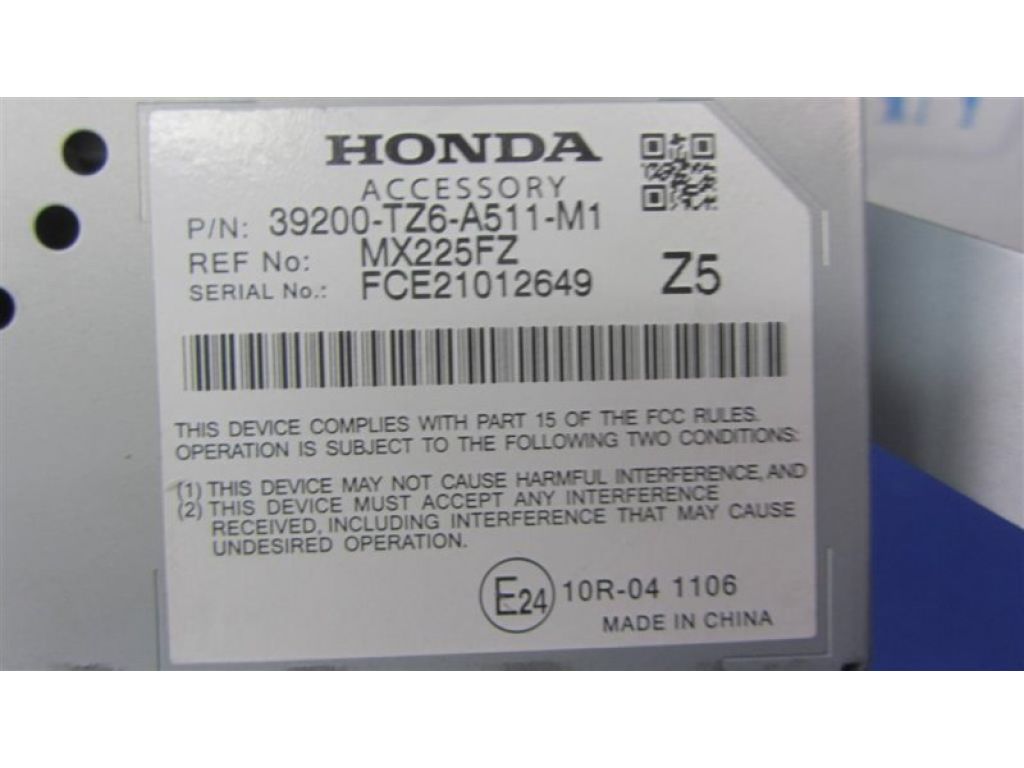 HONDA
ACCESSORY
P/N: 39200-TZ6-A511-M1
REF No: MX225FZ
SERIAL No.: FCE21012649 Z5
THIS DEVICE COMPLIES WITH PART 15 OF THE FCC RULES.
OPERATION IS SUBJECT TO THE FOLLOWING TWO CONDITIONS:
(1) THIS DEVICE MAY NOT CAUSE HARMFUL INTERFERENCE, AND
(2) THIS DEVICE MUST ACCEPT ANY INTERFERENCE
RECEIVED, INCLUDING INTERFERENCE THAT MAY CAUSE
UNDESIRED OPERATION.
E24 10R-04 1106
MADE IN CHINA